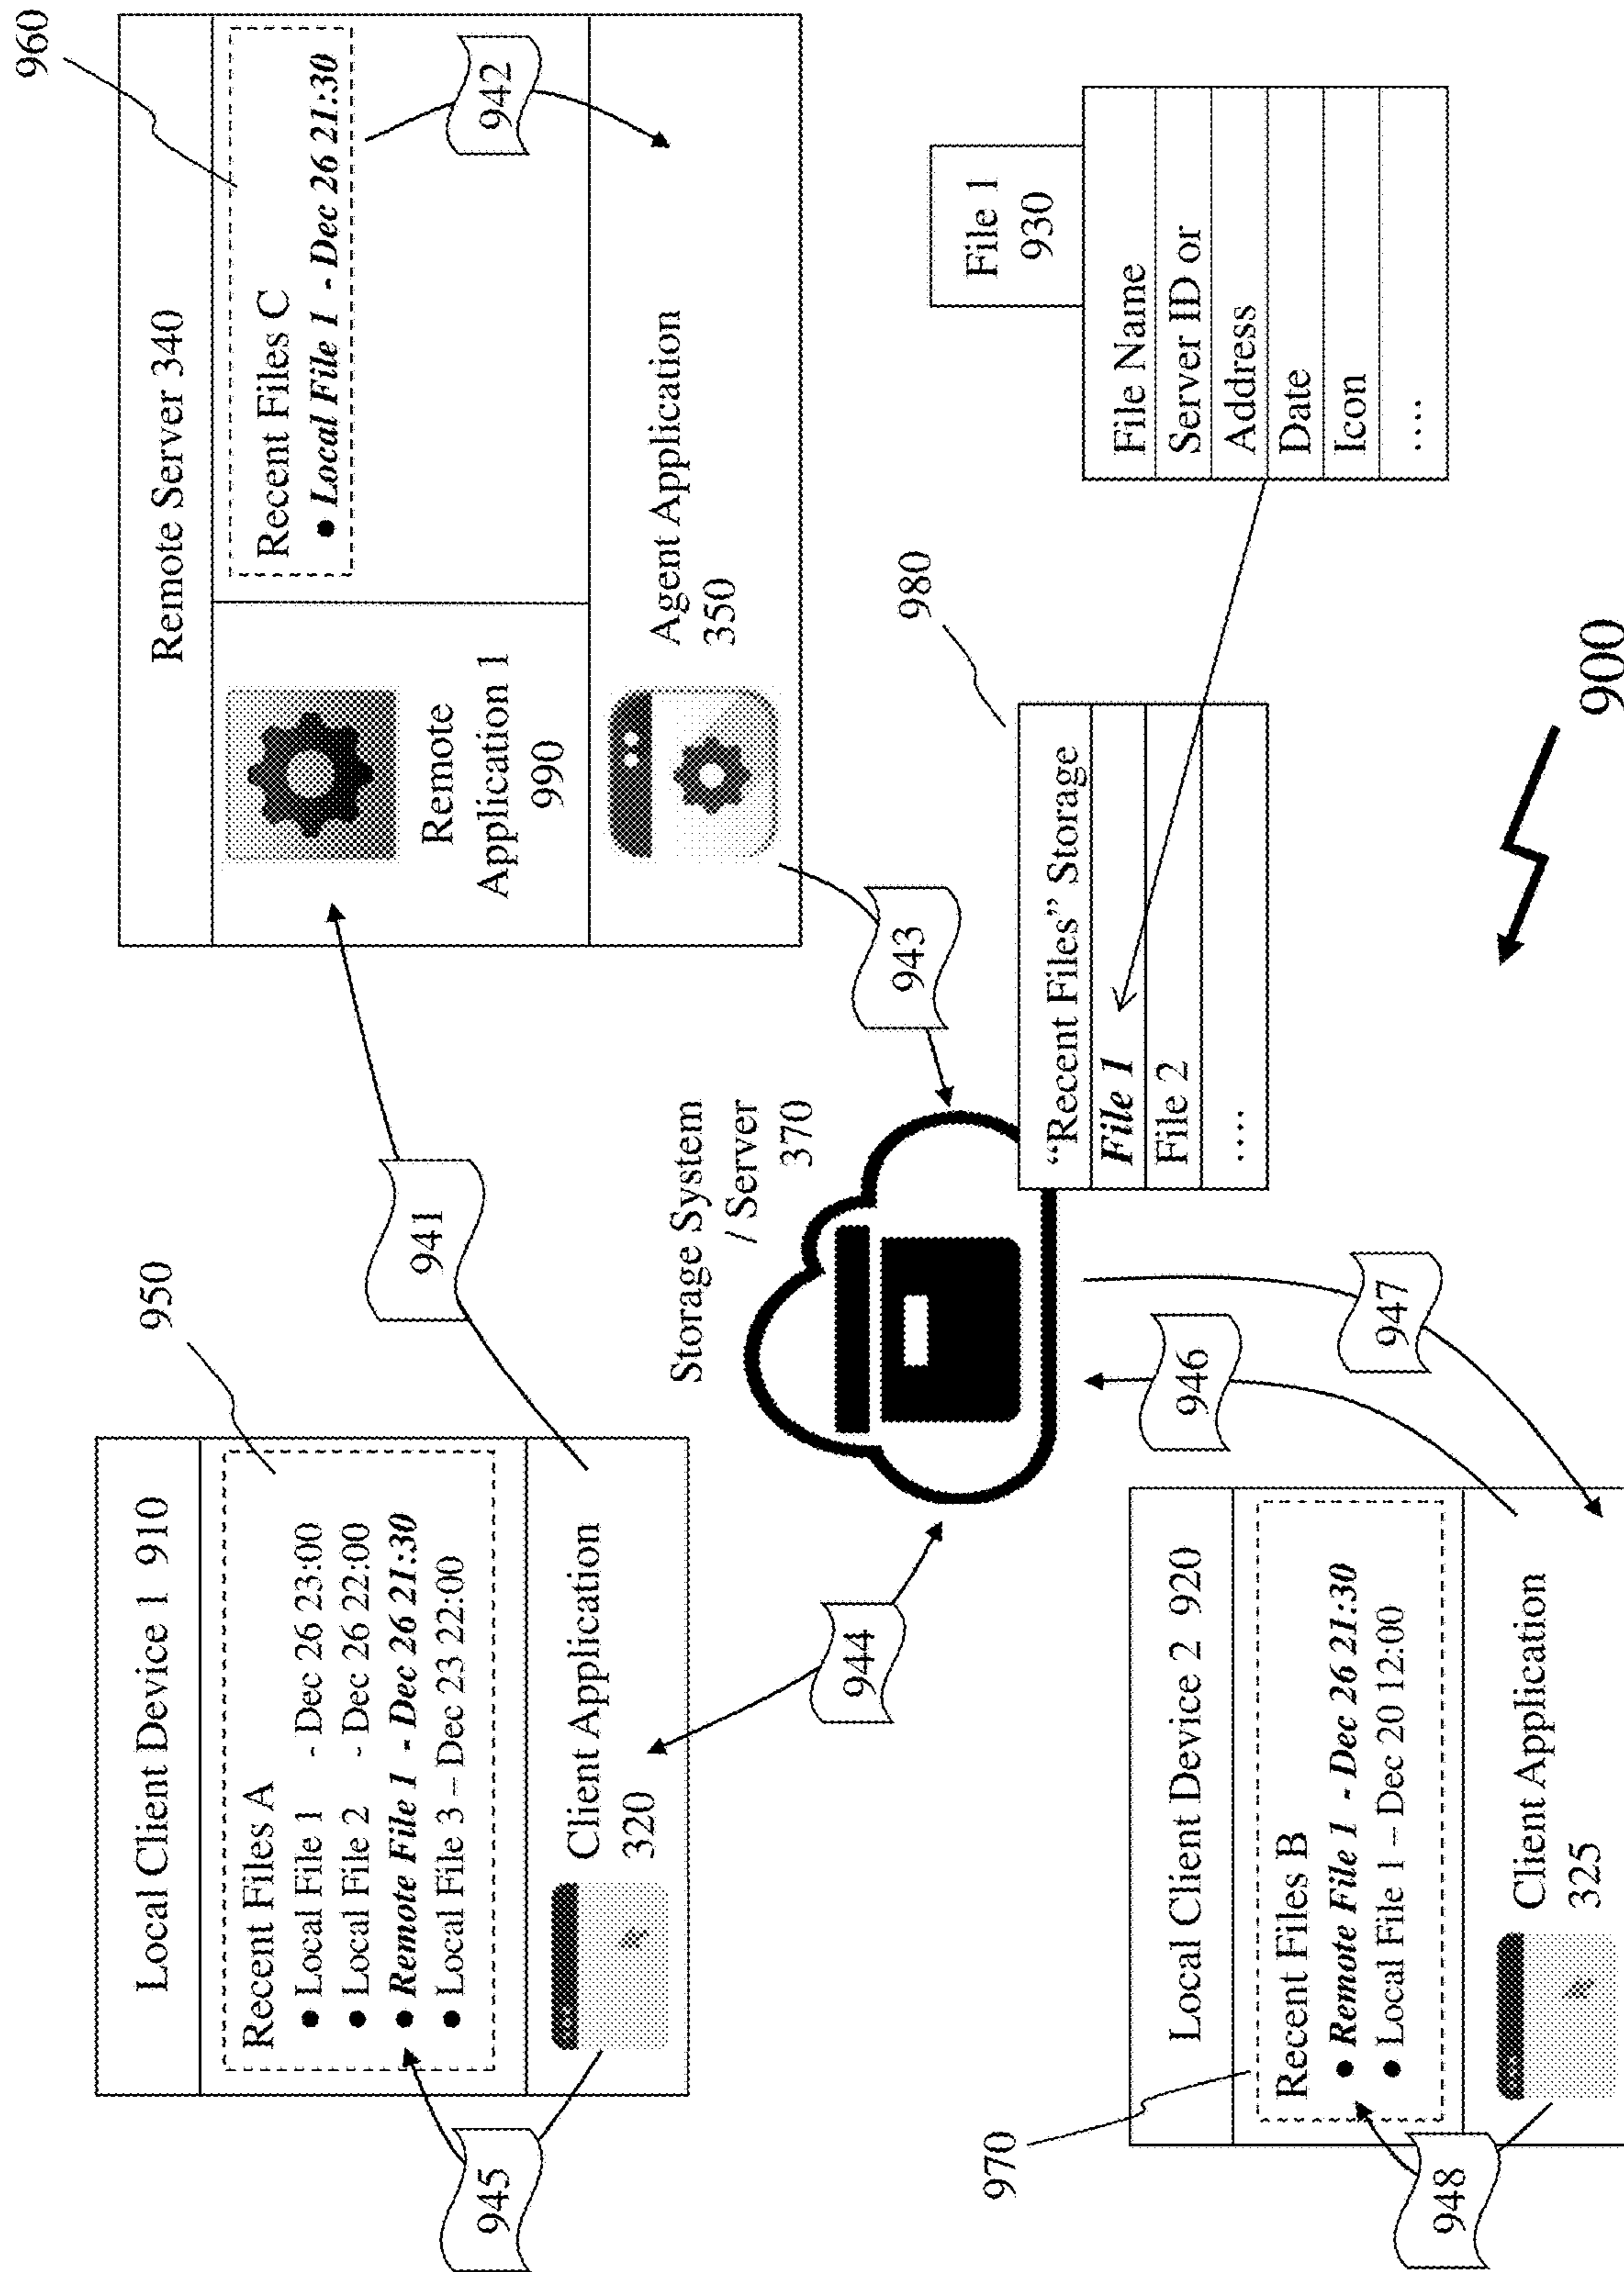 Local Client Device 1 910
Recent Files A
• Local File 1 - Dec 26 23:00
• Local File 2 - Dec 26 22:00
• Remote File 1 - Dec 26 21:30
• Local File 3 – Dec 23 22:00
Client Application
320
945
950
941
Remote Server 340
Remote
Application 1
990
Recent Files C
• Local File 1 - Dec 26 21:30
960
942
Agent Application
350
943
Storage System
/ Server
370
944
Local Client Device 2 920
Recent Files B
• Remote File 1 - Dec 26 21:30
• Local File 1 – Dec 20 12:00
Client Application
325
970
948
946
947
“Recent Files” Storage
File 1
File 2
....
980
File 1
930
File Name
Server ID or
Address
Date
Icon
....
900